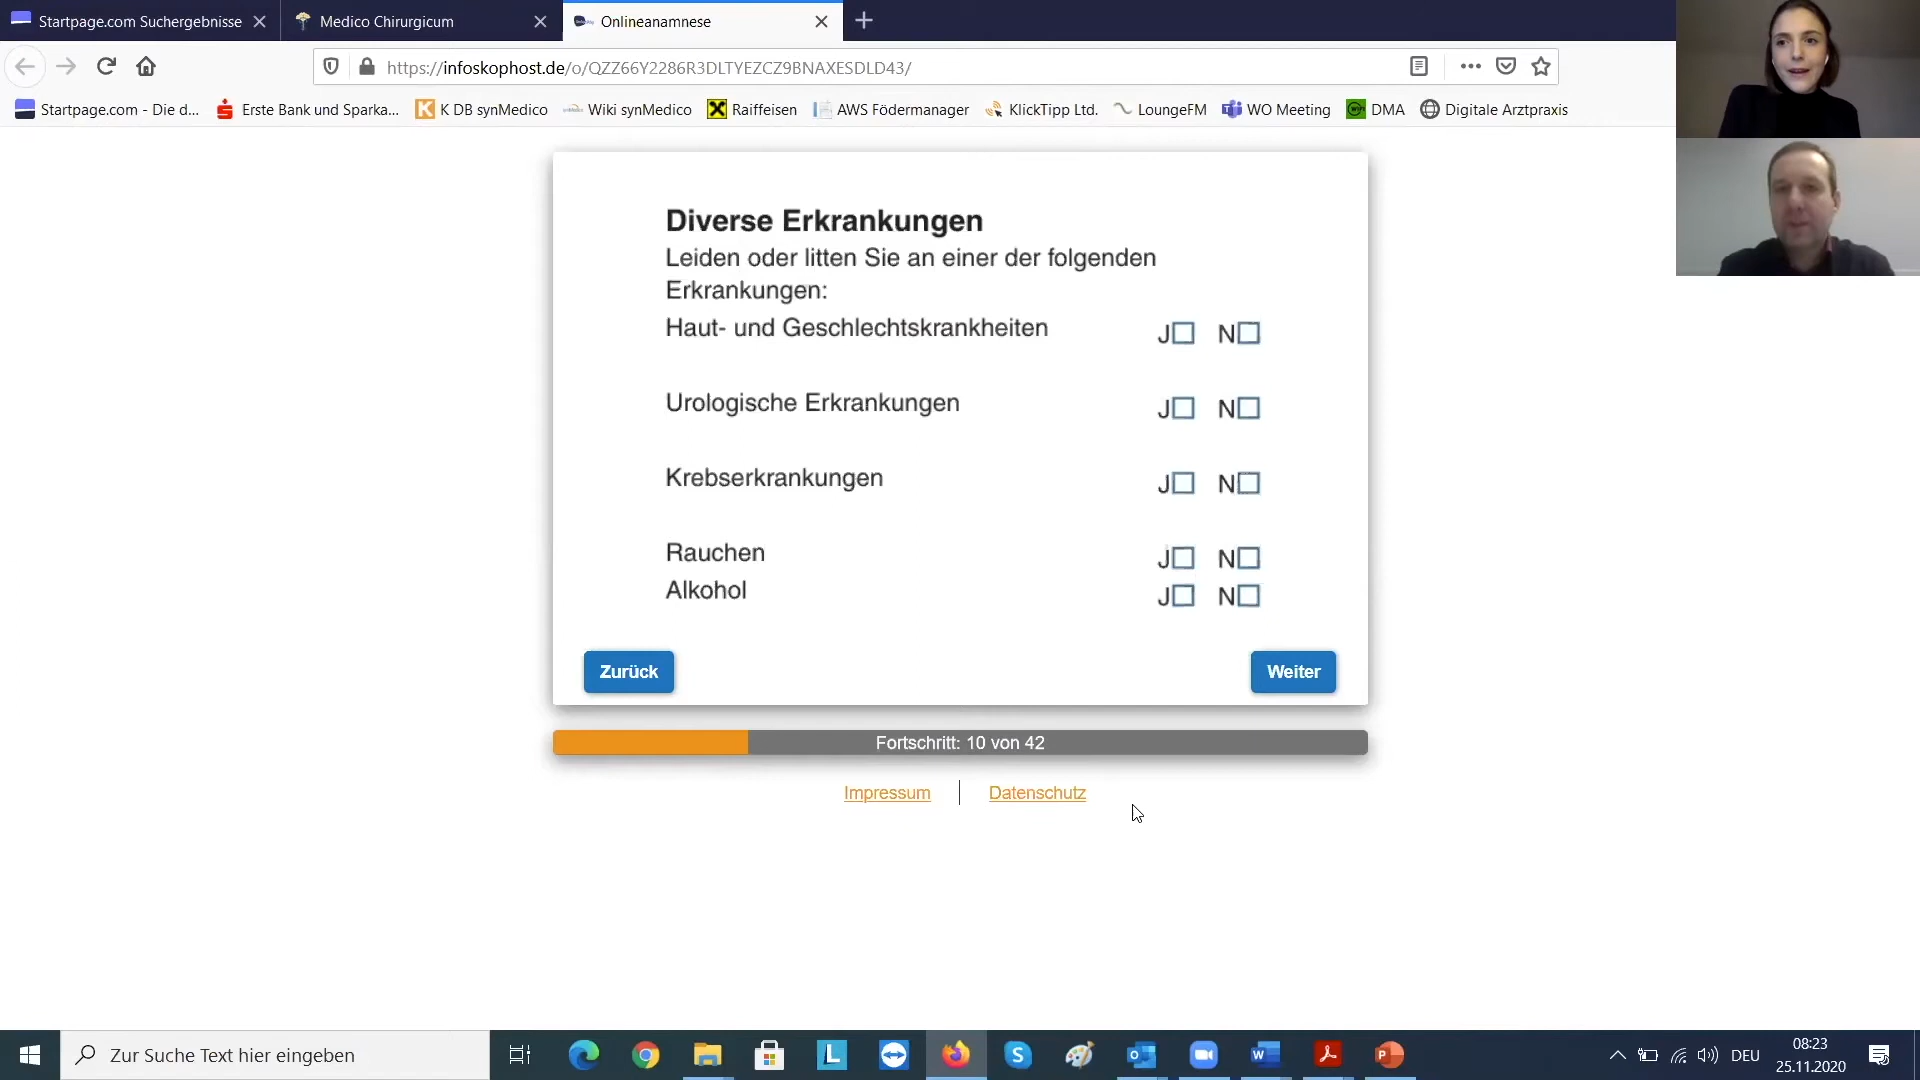 Startpage.com Suchergebnisse
Medico Chirurgicum
Onlineanamnese
https://infoskophost.de/o/QZZ66Y2286R3DLTYEZCZ9BNAXESDLD43/
Startpage.com - Die d...
Erste Bank und Sparka...
K DB synMedico
Wiki synMedico
Raiffeisen
AWS Födermanager
KlickTipp Ltd.
LoungeFM
WO Meeting
DMA
Digitale Arztpraxis
Diverse Erkrankungen
Leiden oder litten Sie an einer der folgenden
Erkrankungen:
Haut- und Geschlechtskrankheiten J N
Urologische Erkrankungen J N
Krebserkrankungen J N
Rauchen J N
Alkohol J N
Zurück
Weiter
Fortschritt: 10 von 42
Impressum | Datenschutz
Zur Suche Text hier eingeben
DEU
08:23
25.11.2020